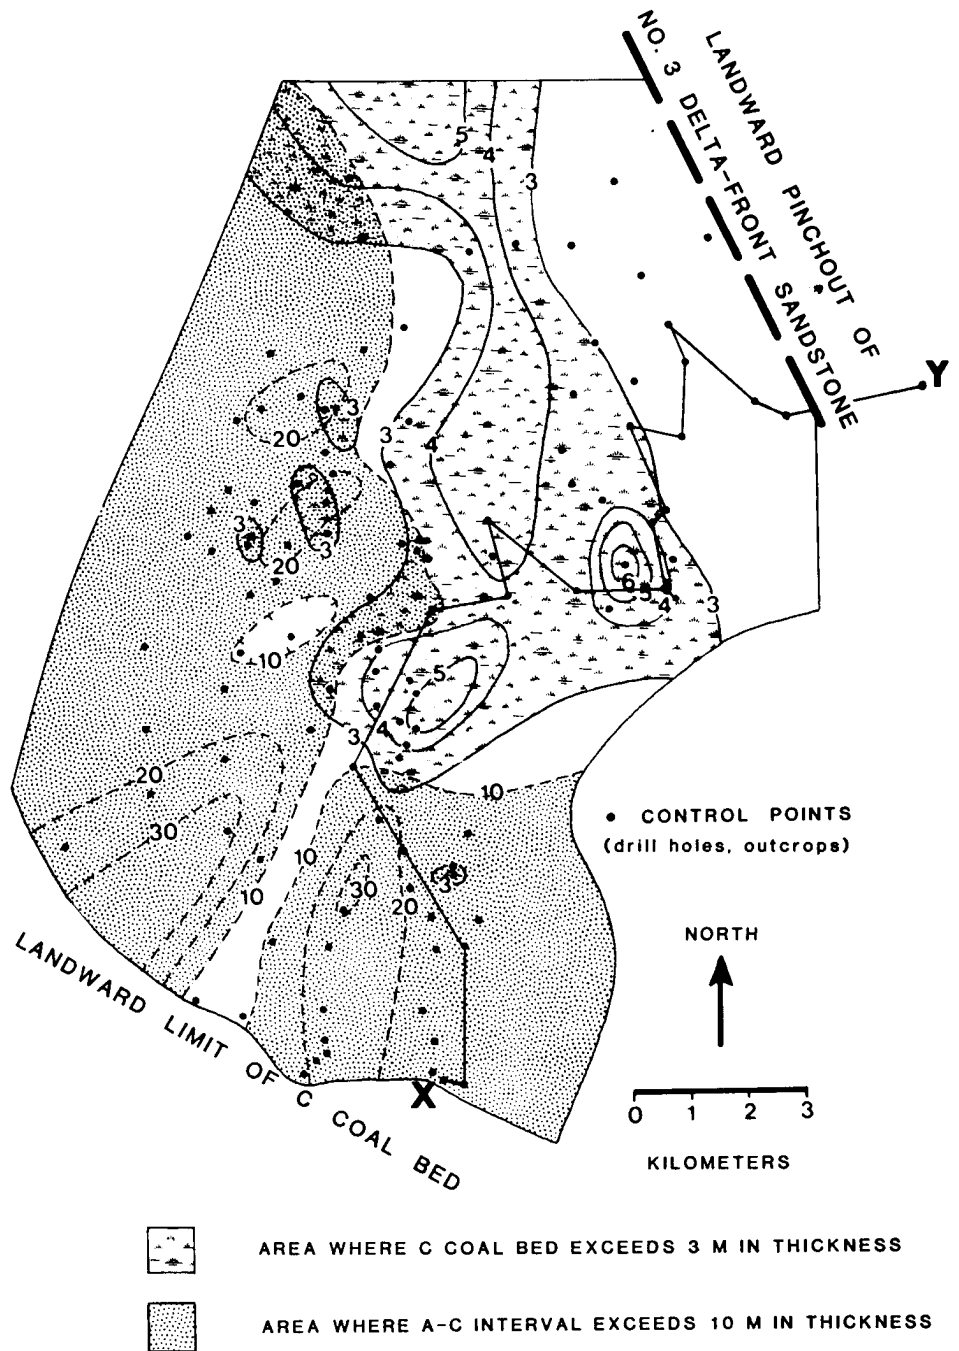 LANDWARD PINCHOUT OF
NO. 3 DELTA-FRONT SANDSTONE
5
4
3
Y
3
20
3
4
9
3
3
20
6
5
4
3
10
5
4
3
20
10
30
10
30
3
20
10
● CONTROL POINTS
(drill holes, outcrops)
NORTH
LANDWARD LIMIT OF C COAL BED
X
0 1 2 3
KILOMETERS
AREA WHERE C COAL BED EXCEEDS 3 M IN THICKNESS
AREA WHERE A-C INTERVAL EXCEEDS 10 M IN THICKNESS